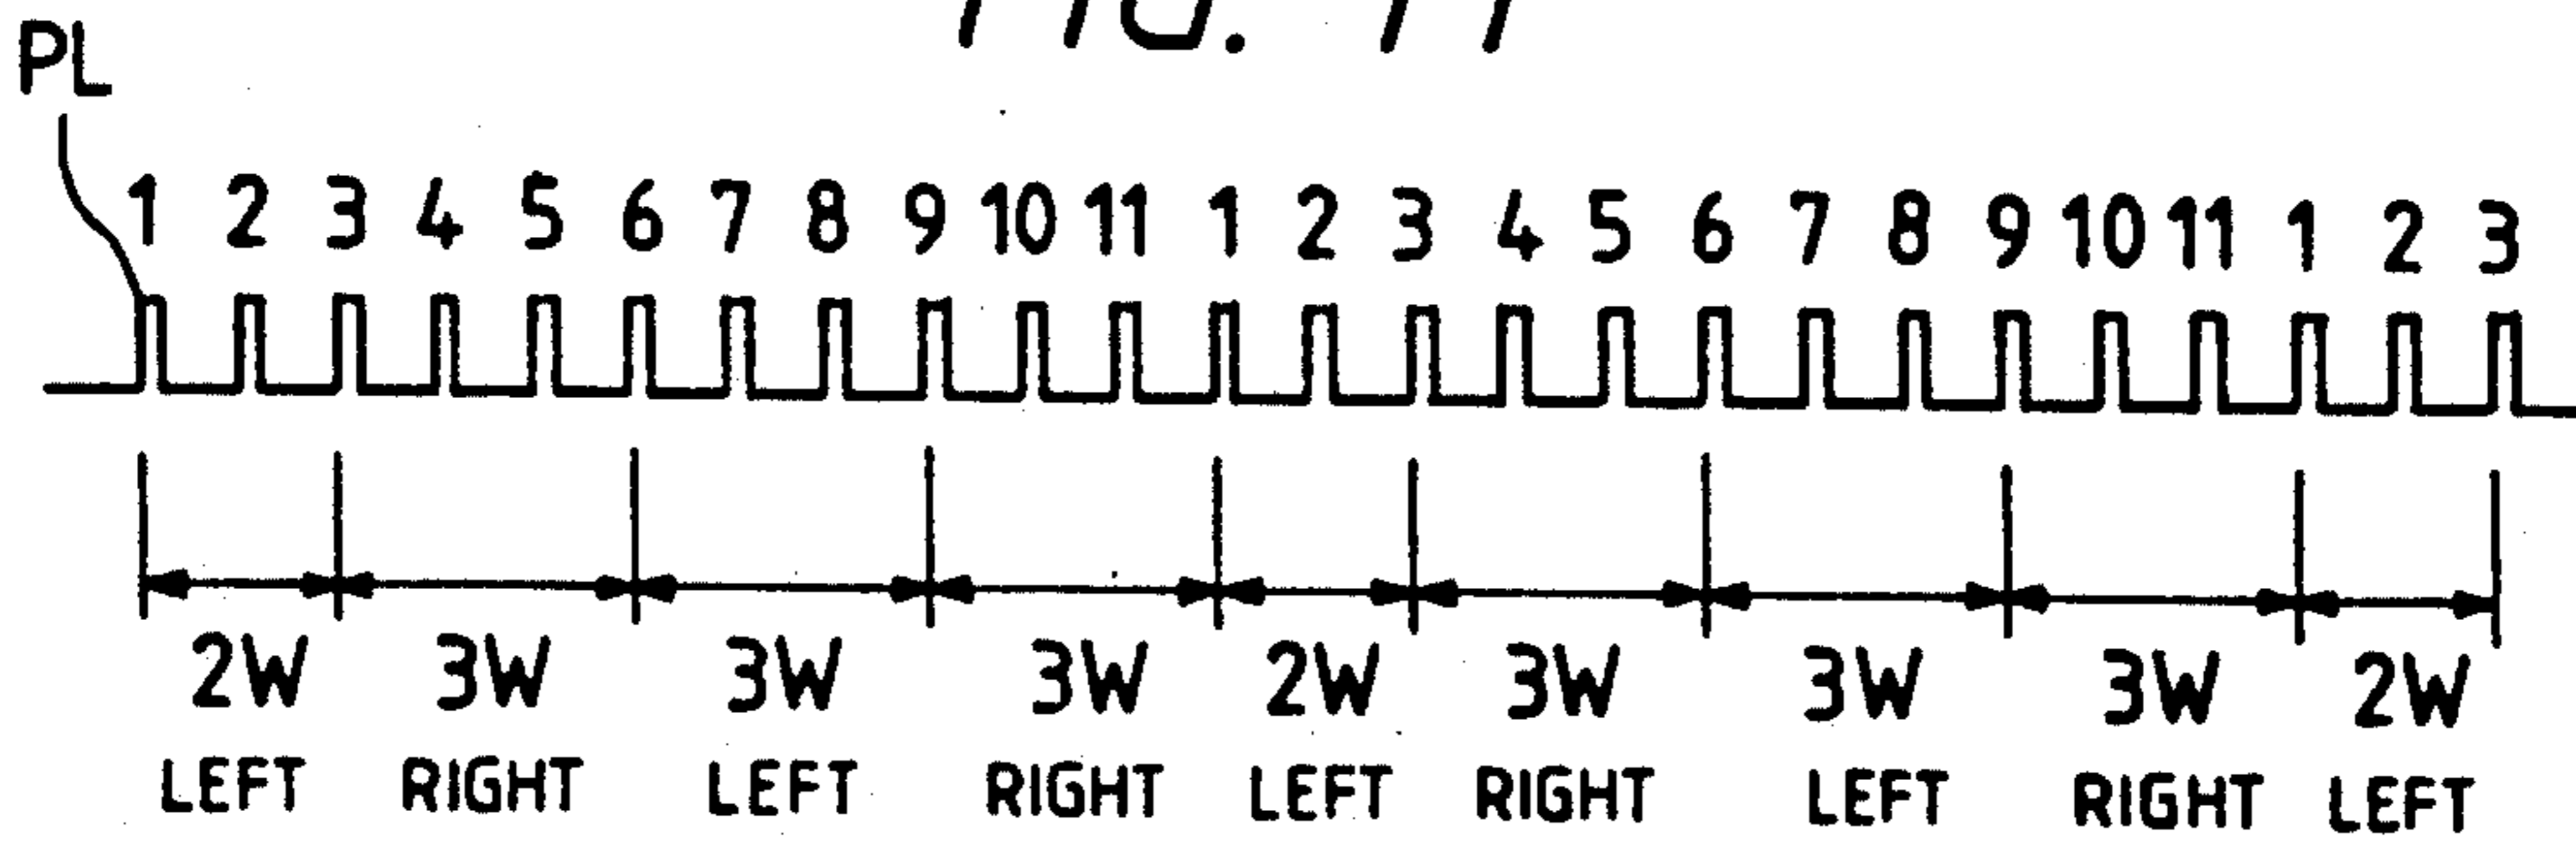 FIG. 11
PL
1 2 3 4 5 6 7 8 9 10 11 1 2 3 4 5 6 7 8 9 10 11 1 2 3
2W 3W 3W 3W 2W 3W 3W 3W 2W
LEFT RIGHT LEFT RIGHT LEFT RIGHT LEFT RIGHT LEFT